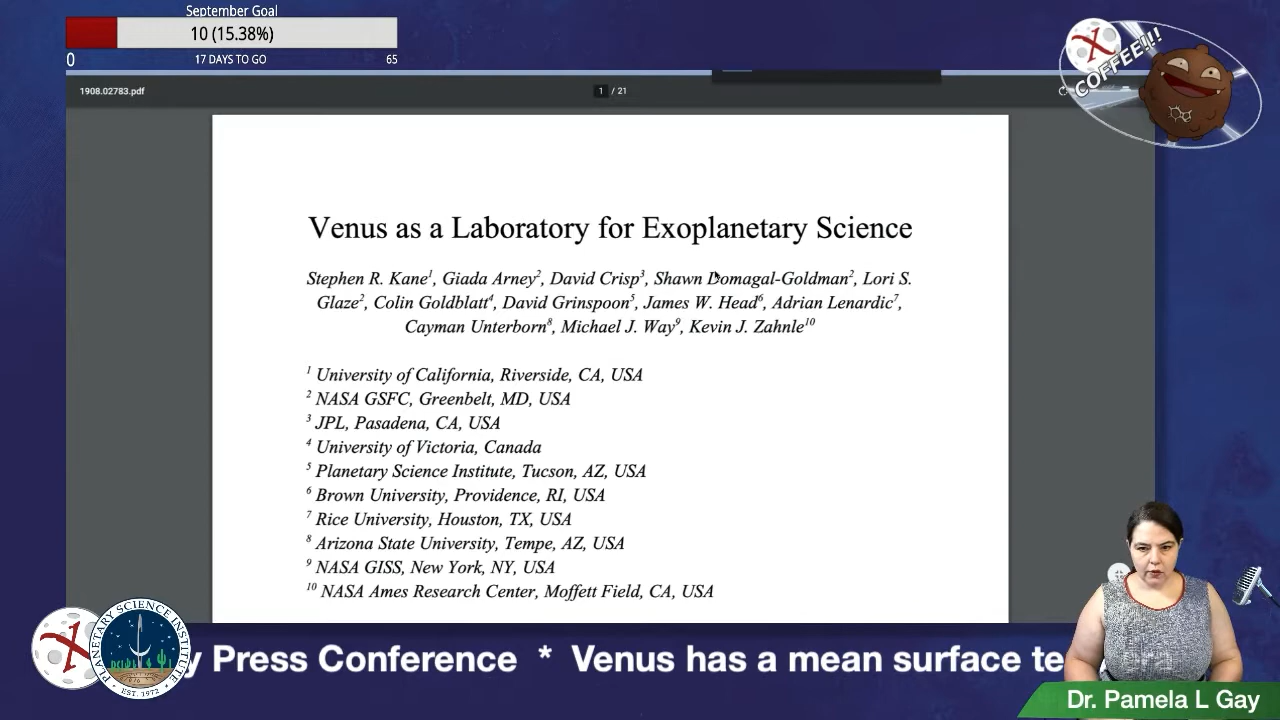 September Goal
10 (15.38%)
0 17 DAYS TO GO 65
COFFEE!!!
1908.02783.pdf 1 / 21
Venus as a Laboratory for Exoplanetary Science
Stephen R. Kane1, Giada Arney2, David Crisp3, Shawn Domagal-Goldman2, Lori S.
Glaze2, Colin Goldblatt4, David Grinspoon5, James W. Head6, Adrian Lenardic7,
Cayman Unterborn8, Michael J. Way9, Kevin J. Zahnle10
1 University of California, Riverside, CA, USA
2 NASA GSFC, Greenbelt, MD, USA
3 JPL, Pasadena, CA, USA
4 University of Victoria, Canada
5 Planetary Science Institute, Tucson, AZ, USA
6 Brown University, Providence, RI, USA
7 Rice University, Houston, TX, USA
8 Arizona State University, Tempe, AZ, USA
9 NASA GISS, New York, NY, USA
10 NASA Ames Research Center, Moffett Field, CA, USA
PLANETARY SCIENCE INSTITUTE
EST. 1972
y Press Conference * Venus has a mean surface te
Dr. Pamela L Gay